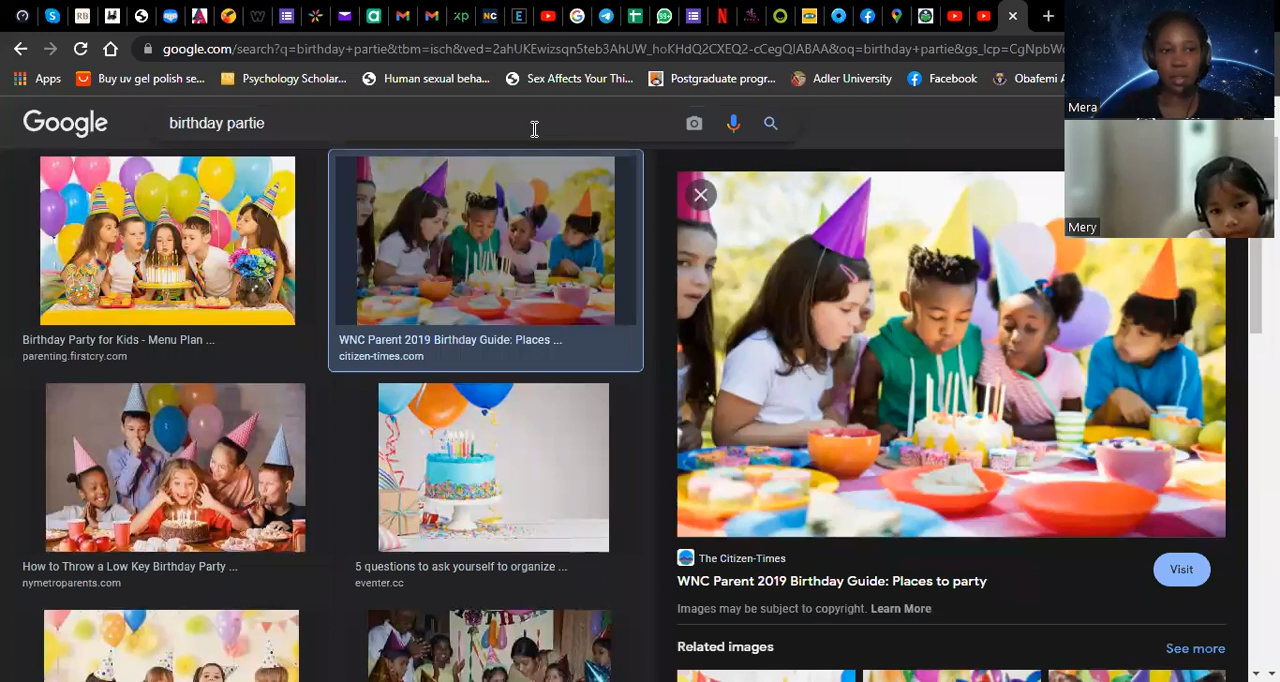 google.com/search?q=birthday+partie&tbm=isch&ved=2ahUKEwizsqn5teb3AhUW_hoKHdQ2CXEQ2-cCegQIABAA&oq=birthday+partie&gs_lcp=CgNpbWc
Apps
Buy uv gel polish se...
Psychology Scholar...
Human sexual beha...
Sex Affects Your Thi...
Postgraduate progr...
Adler University
Facebook
Obafemi A
Mera
Google
birthday partie
Mery
Birthday Party for Kids - Menu Plan ...
parenting.firstcry.com
WNC Parent 2019 Birthday Guide: Places ...
citizen-times.com
How to Throw a Low Key Birthday Party ...
nymetroparents.com
5 questions to ask yourself to organize ...
eventer.cc
The Citizen-Times
WNC Parent 2019 Birthday Guide: Places to party
Visit
Images may be subject to copyright. Learn More
Related images
See more